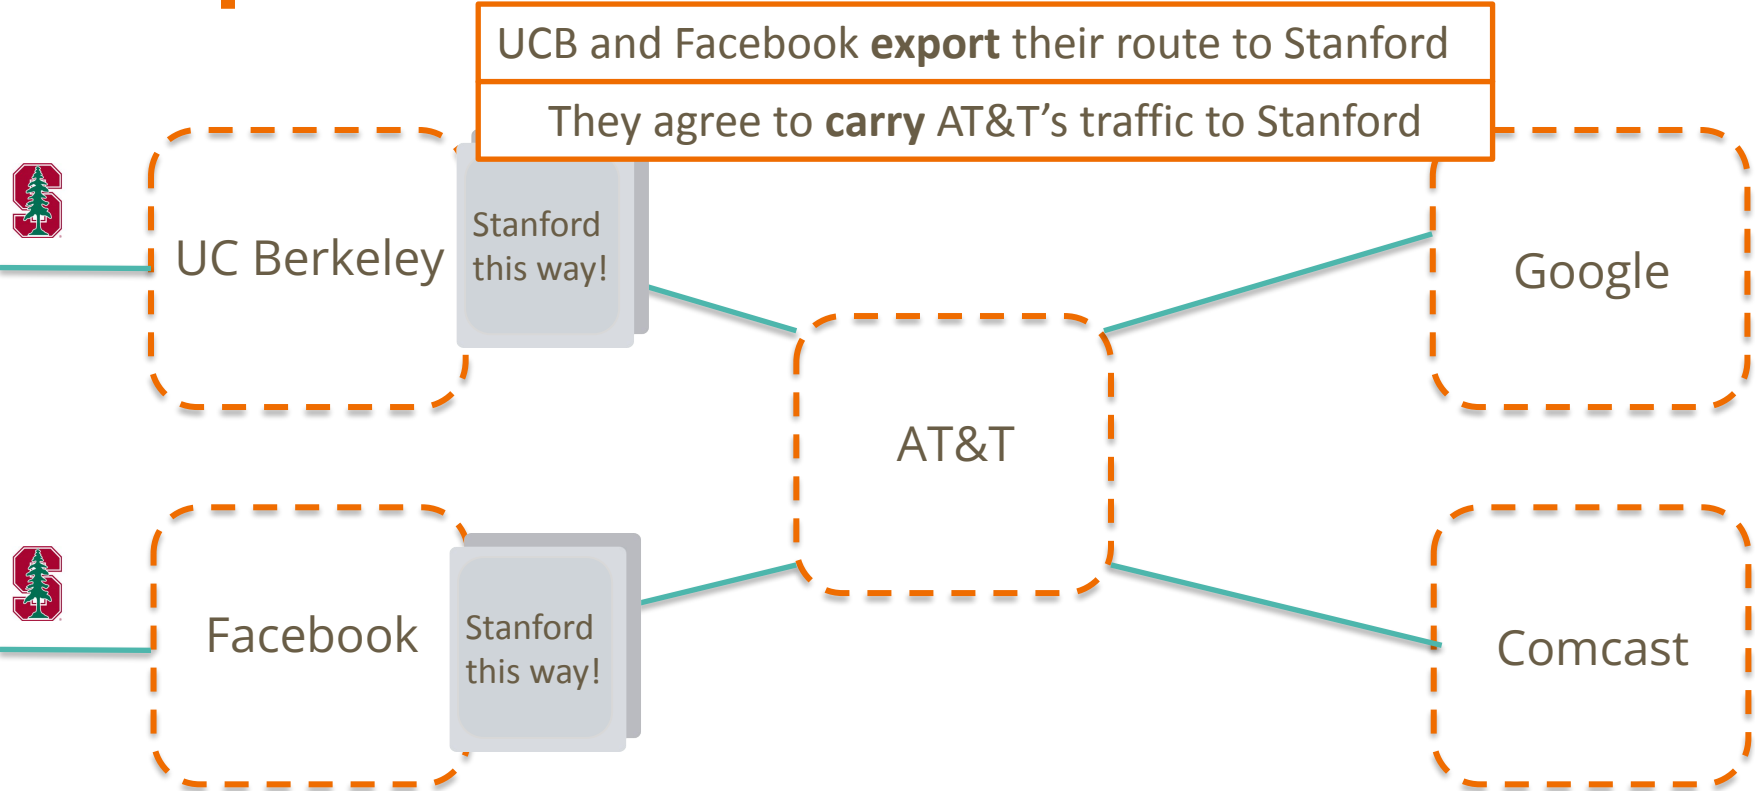 UCB and Facebook export their route to Stanford
They agree to carry AT&T’s traffic to Stanford
UC Berkeley
Stanford
this way!
Google
AT&T
Facebook
Stanford
this way!
Comcast